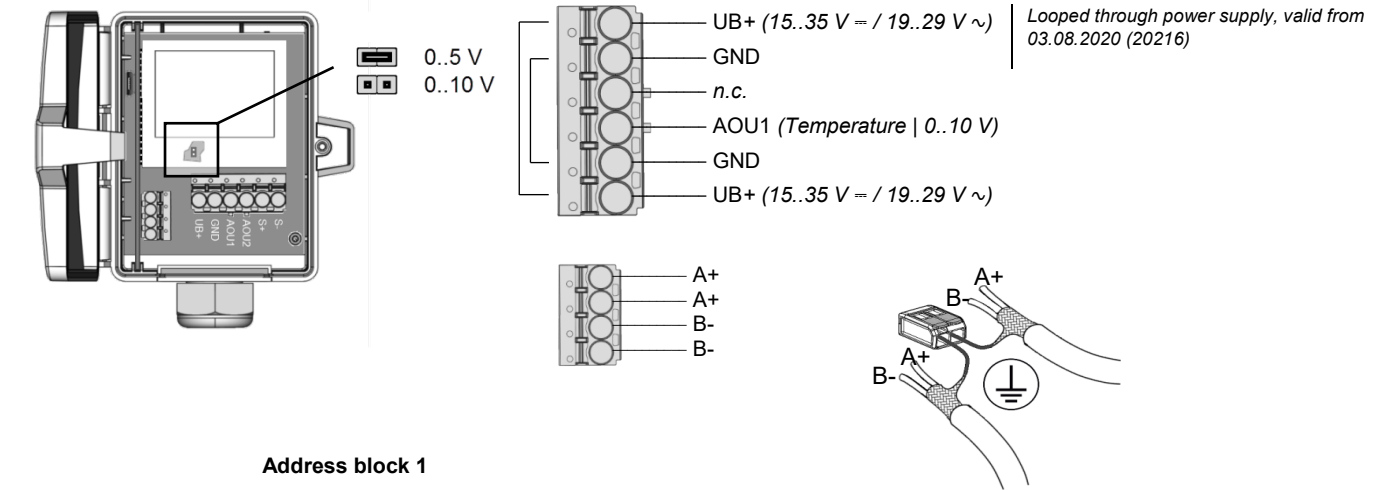 0..5 V
0..10 V
UB+
GND
AOU1
AOU2
S+
S-
UB+ (15..35 V ⎓ / 19..29 V ∿)
GND
n.c.
AOU1 (Temperature | 0..10 V)
GND
UB+ (15..35 V ⎓ / 19..29 V ∿)
Looped through power supply, valid from
03.08.2020 (20216)
A+
A+
B-
B-
A+
B-
A+
B-
Address block 1